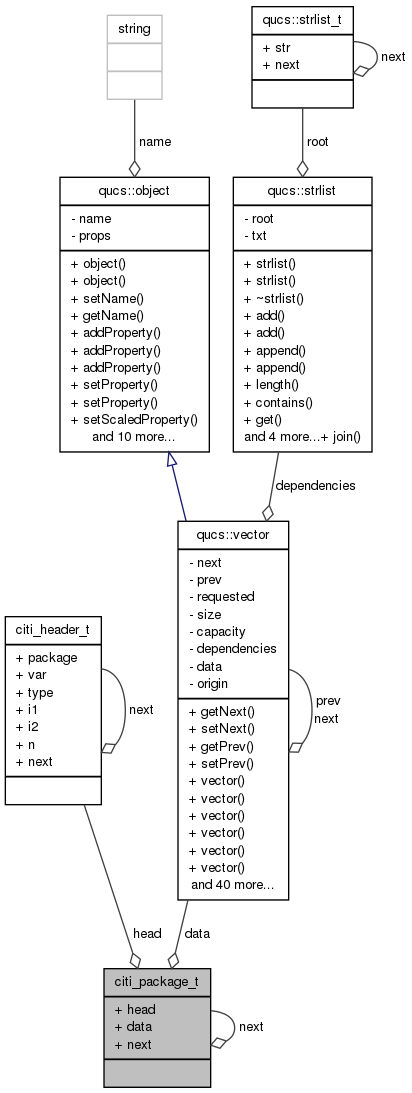 string
qucs::strlist_t
+ str
+ next
next
name
root
qucs::object
- name
- props
+ object()
+ object()
+ setName()
+ getName()
+ addProperty()
+ addProperty()
+ addProperty()
+ setProperty()
+ setProperty()
+ setScaledProperty()
and 10 more...
qucs::strlist
- root
- txt
+ strlist()
+ strlist()
+ ~strlist()
+ add()
+ add()
+ append()
+ append()
+ length()
+ contains()
+ get()
and 4 more...+ join()
dependencies
qucs::vector
- next
- prev
- requested
- size
- capacity
- dependencies
- data
- origin
+ getNext()
+ setNext()
+ getPrev()
+ setPrev()
+ vector()
+ vector()
+ vector()
+ vector()
+ vector()
+ vector()
and 40 more...
prev
next
citi_header_t
+ package
+ var
+ type
+ i1
+ i2
+ n
+ next
next
head
data
citi_package_t
+ head
+ data
+ next
next